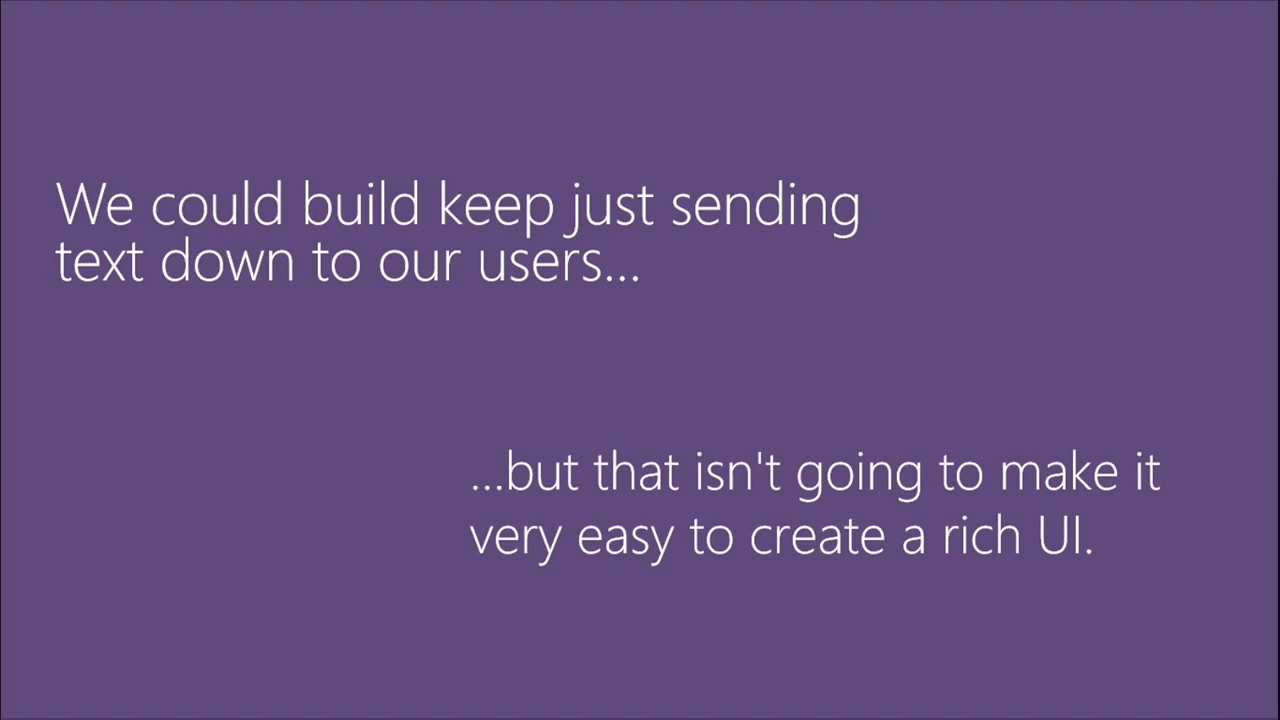 We could build keep just sending
text down to our users...
...but that isn't going to make it
very easy to create a rich UI.